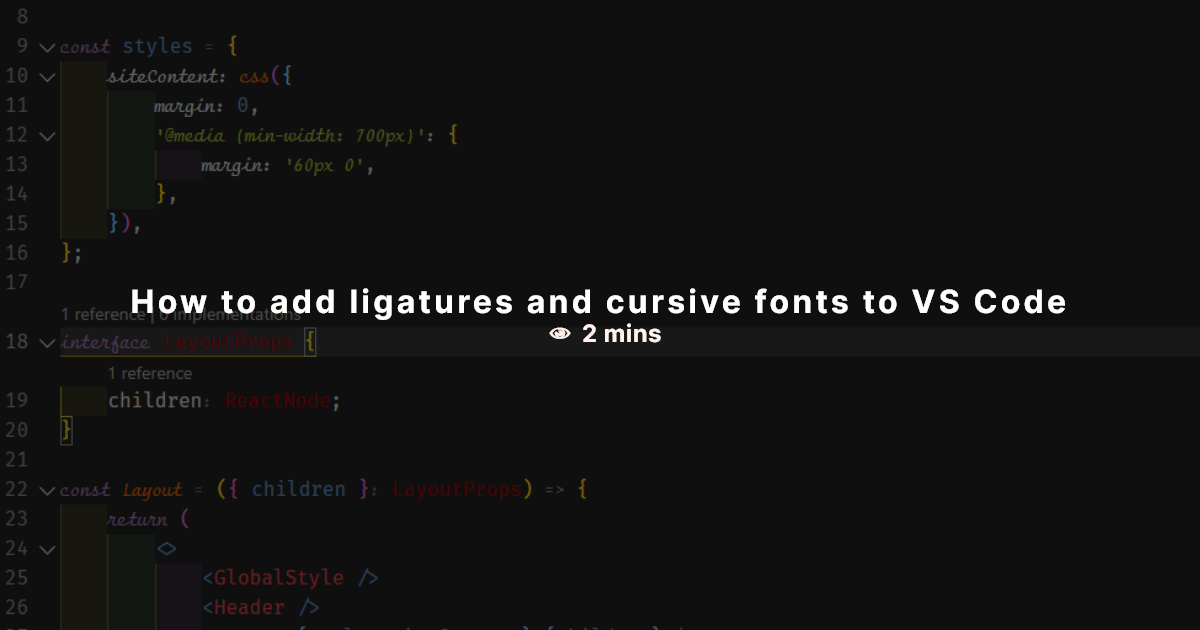 8
9 const styles = {
10 siteContent: css({
11 margin: 0,
12 '@media (min-width: 700px)': {
13 margin: '60px 0',
14 },
15 }),
16 };
17
How to add ligatures and cursive fonts to VS Code
1 reference | 0 implementations
2 mins
18 interface LayoutProps {
1 reference
19 children: ReactNode;
20 }
21
22 const Layout = ({ children }: LayoutProps) => {
23 return (
24 <>
25 <GlobalStyle />
26 <Header />